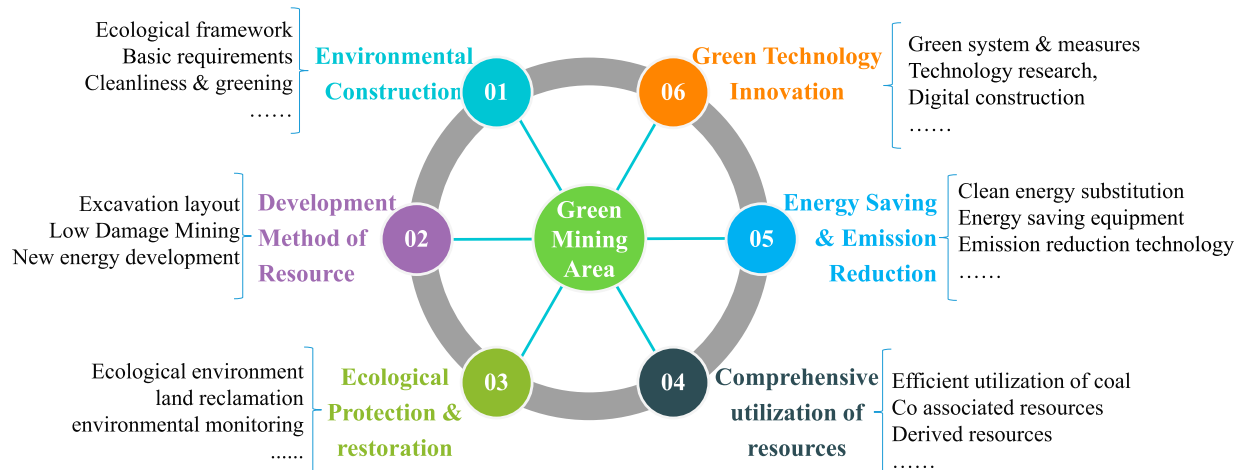 Ecological framework
Basic requirements
Cleanliness & greening
……
Environmental
Construction
01
Excavation layout
Low Damage Mining
New energy development
Development
Method of
Resource
02
Ecological environment
land reclamation
environmental monitoring
......
Ecological
Protection &
restoration
03
Green
Mining
Area
04
Comprehensive
utilization of
resources
Efficient utilization of coal
Co associated resources
Derived resources
……
05
Energy Saving
& Emission
Reduction
Clean energy substitution
Energy saving equipment
Emission reduction technology
……
06
Green Technology
Innovation
Green system & measures
Technology research,
Digital construction
……